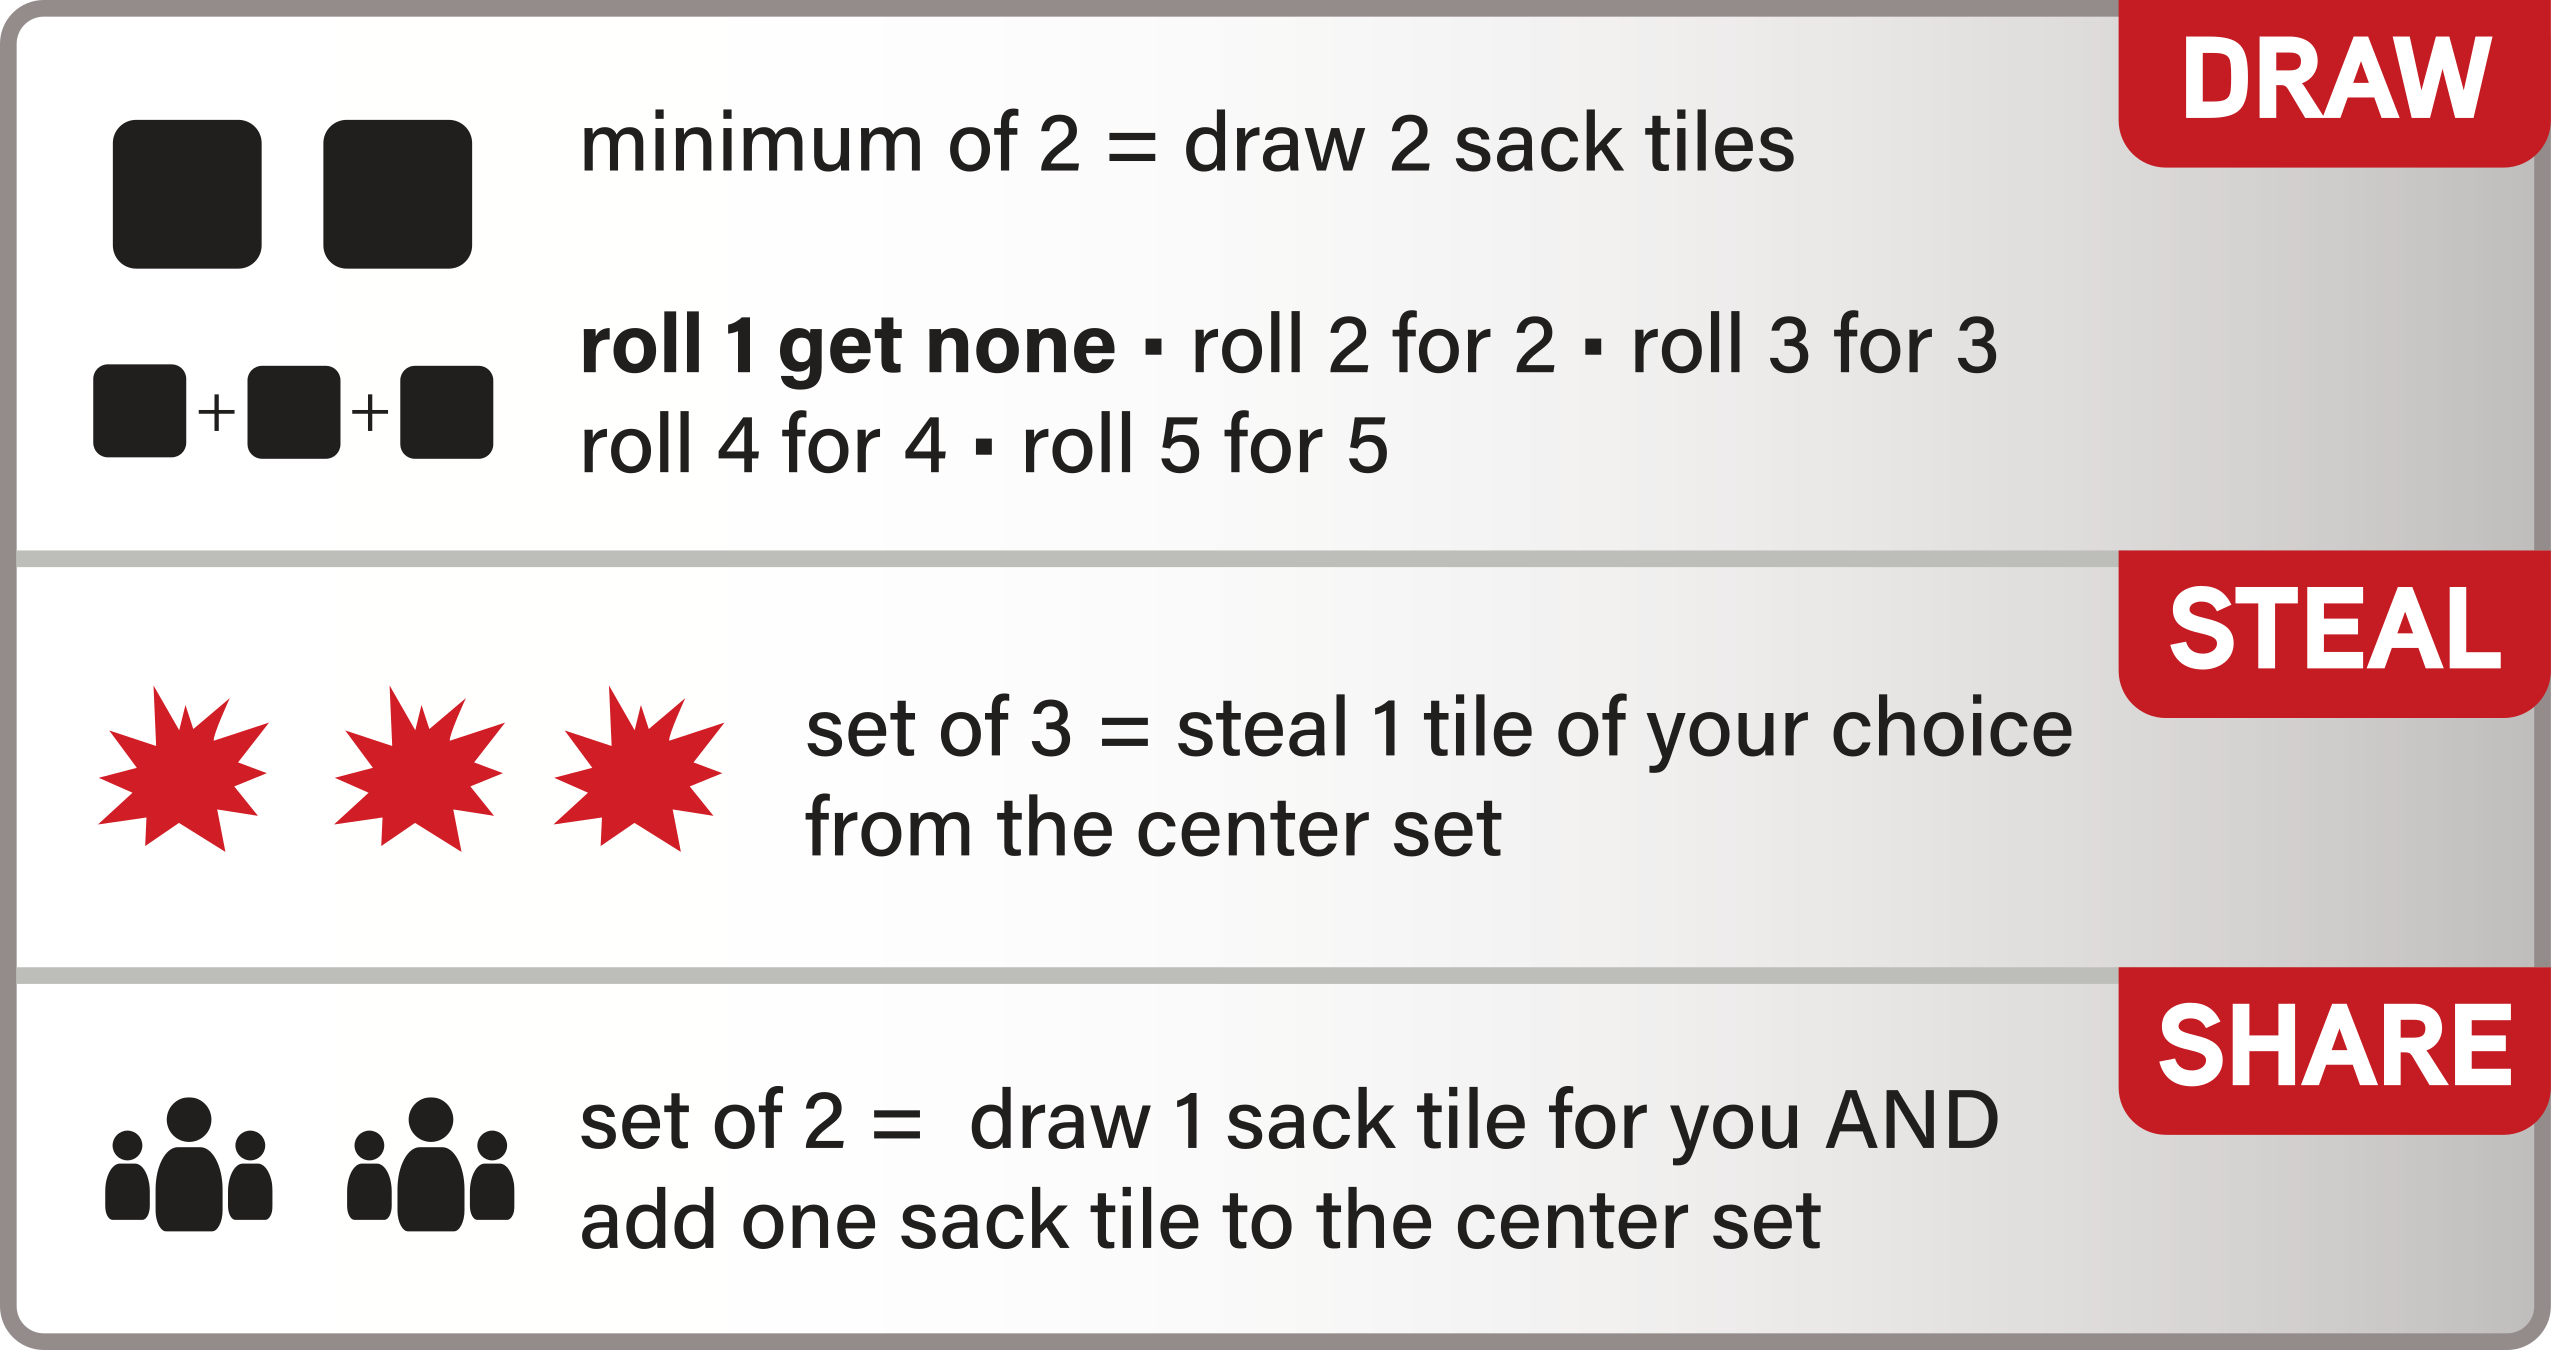 DRAW
minimum of 2 = draw 2 sack tiles
roll 1 get none ▪ roll 2 for 2 ▪ roll 3 for 3
roll 4 for 4 ▪ roll 5 for 5
STEAL
set of 3 = steal 1 tile of your choice
from the center set
SHARE
set of 2 = draw 1 sack tile for you AND
add one sack tile to the center set